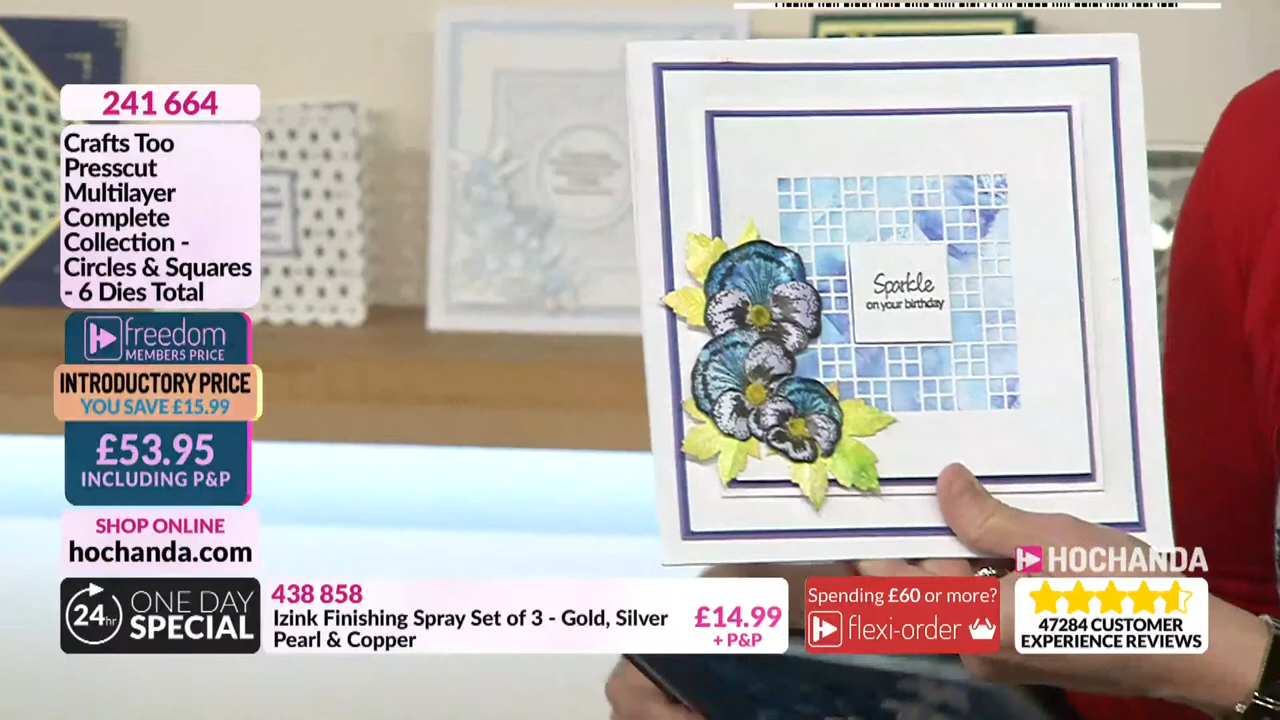 241 664
Crafts Too
Presscut
Multilayer
Complete
Collection -
Circles & Squares
- 6 Dies Total
freedom
MEMBERS PRICE
INTRODUCTORY PRICE
YOU SAVE £15.99
£53.95
INCLUDING P&P
SHOP ONLINE
hochanda.com
Sparkle
on your birthday
HOCHANDA
24hr
ONE DAY
SPECIAL
438 858
Izink Finishing Spray Set of 3 - Gold, Silver
Pearl & Copper
£14.99
+ P&P
Spending £60 or more?
flexi-order
47284 CUSTOMER
EXPERIENCE REVIEWS